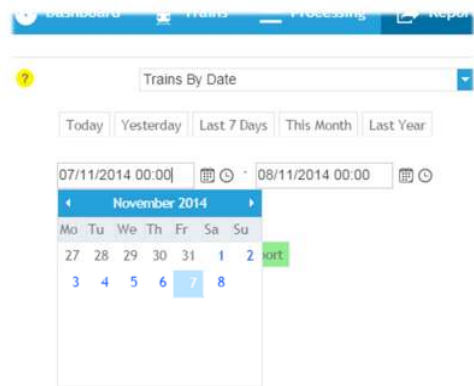 Dashboard Trains Processing Repor
?
Trains By Date
Today Yesterday Last 7 Days This Month Last Year
07/11/2014 00:00 - 08/11/2014 00:00
November 2014
Mo Tu We Th Fr Sa Su
27 28 29 30 31 1 2 port
3 4 5 6 7 8